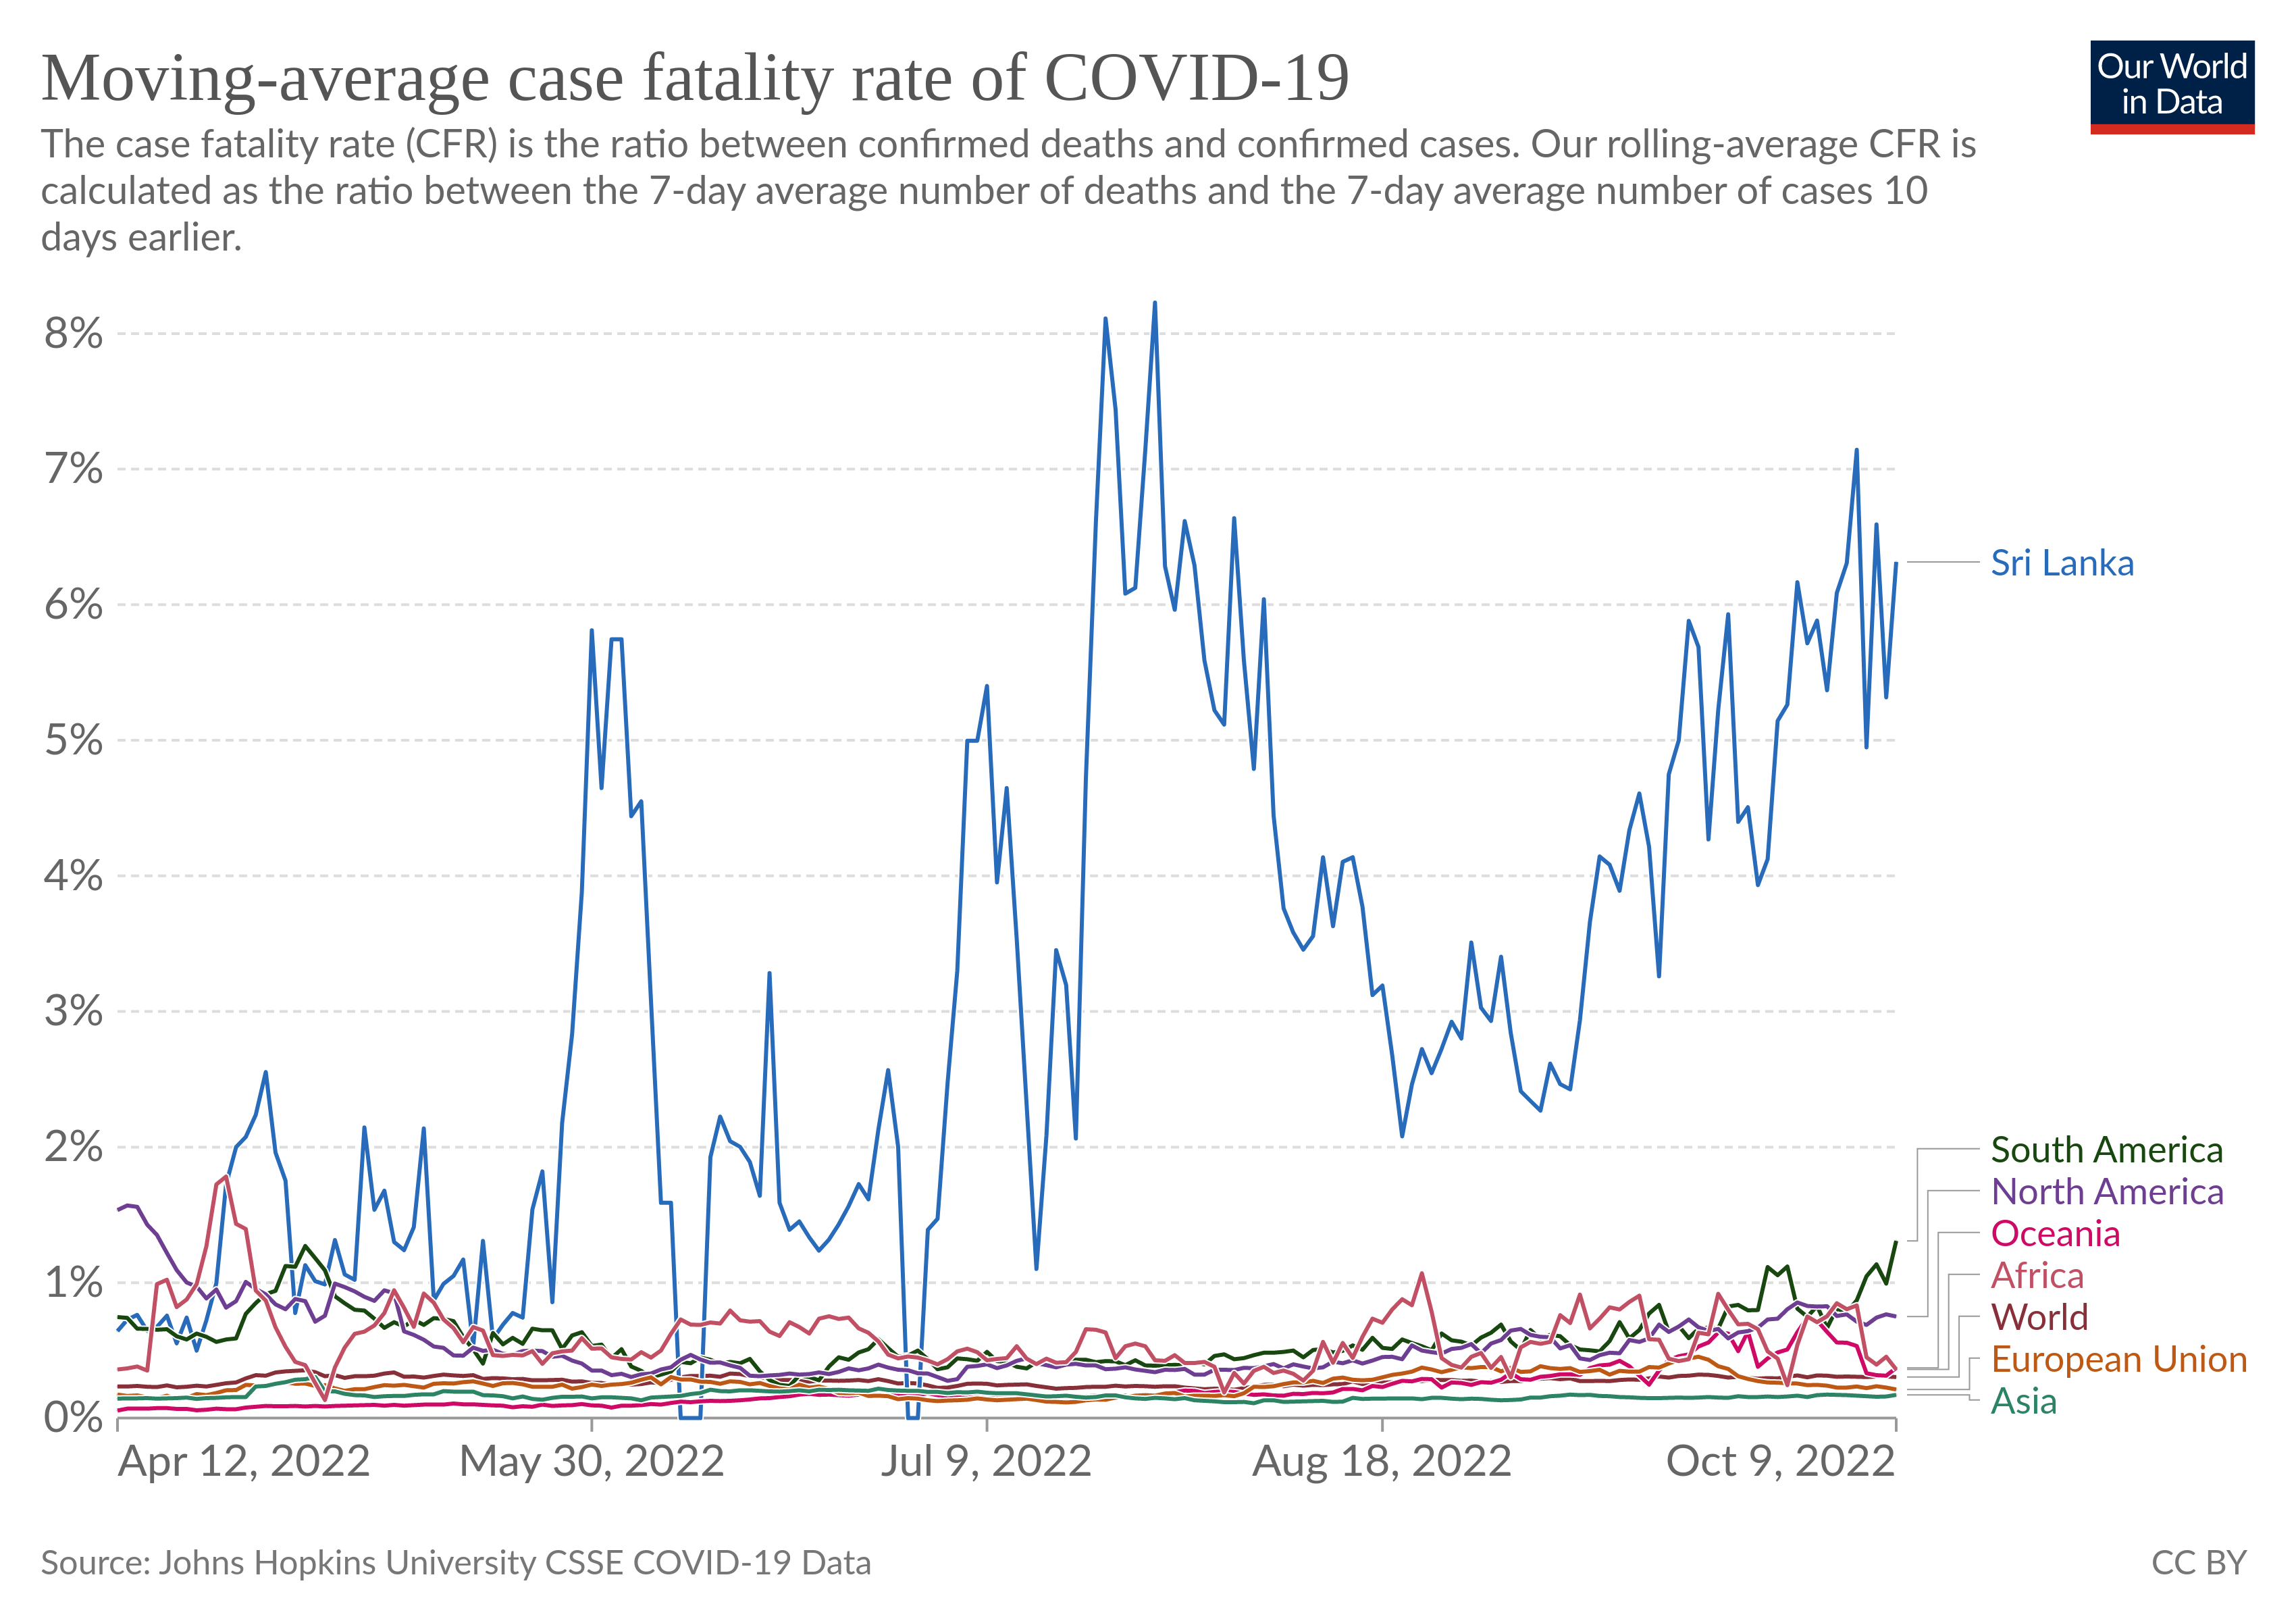 Moving-average case fatality rate of COVID-19
Our World
in Data
The case fatality rate (CFR) is the ratio between confirmed deaths and confirmed cases. Our rolling-average CFR is
calculated as the ratio between the 7-day average number of deaths and the 7-day average number of cases 10
days earlier.
8%
7%
6%
5%
4%
3%
2%
1%
0%
Sri Lanka
South America
North America
Oceania
Africa
World
European Union
Asia
Apr 12, 2022
May 30, 2022
Jul 9, 2022
Aug 18, 2022
Oct 9, 2022
Source: Johns Hopkins University CSSE COVID-19 Data
CC BY